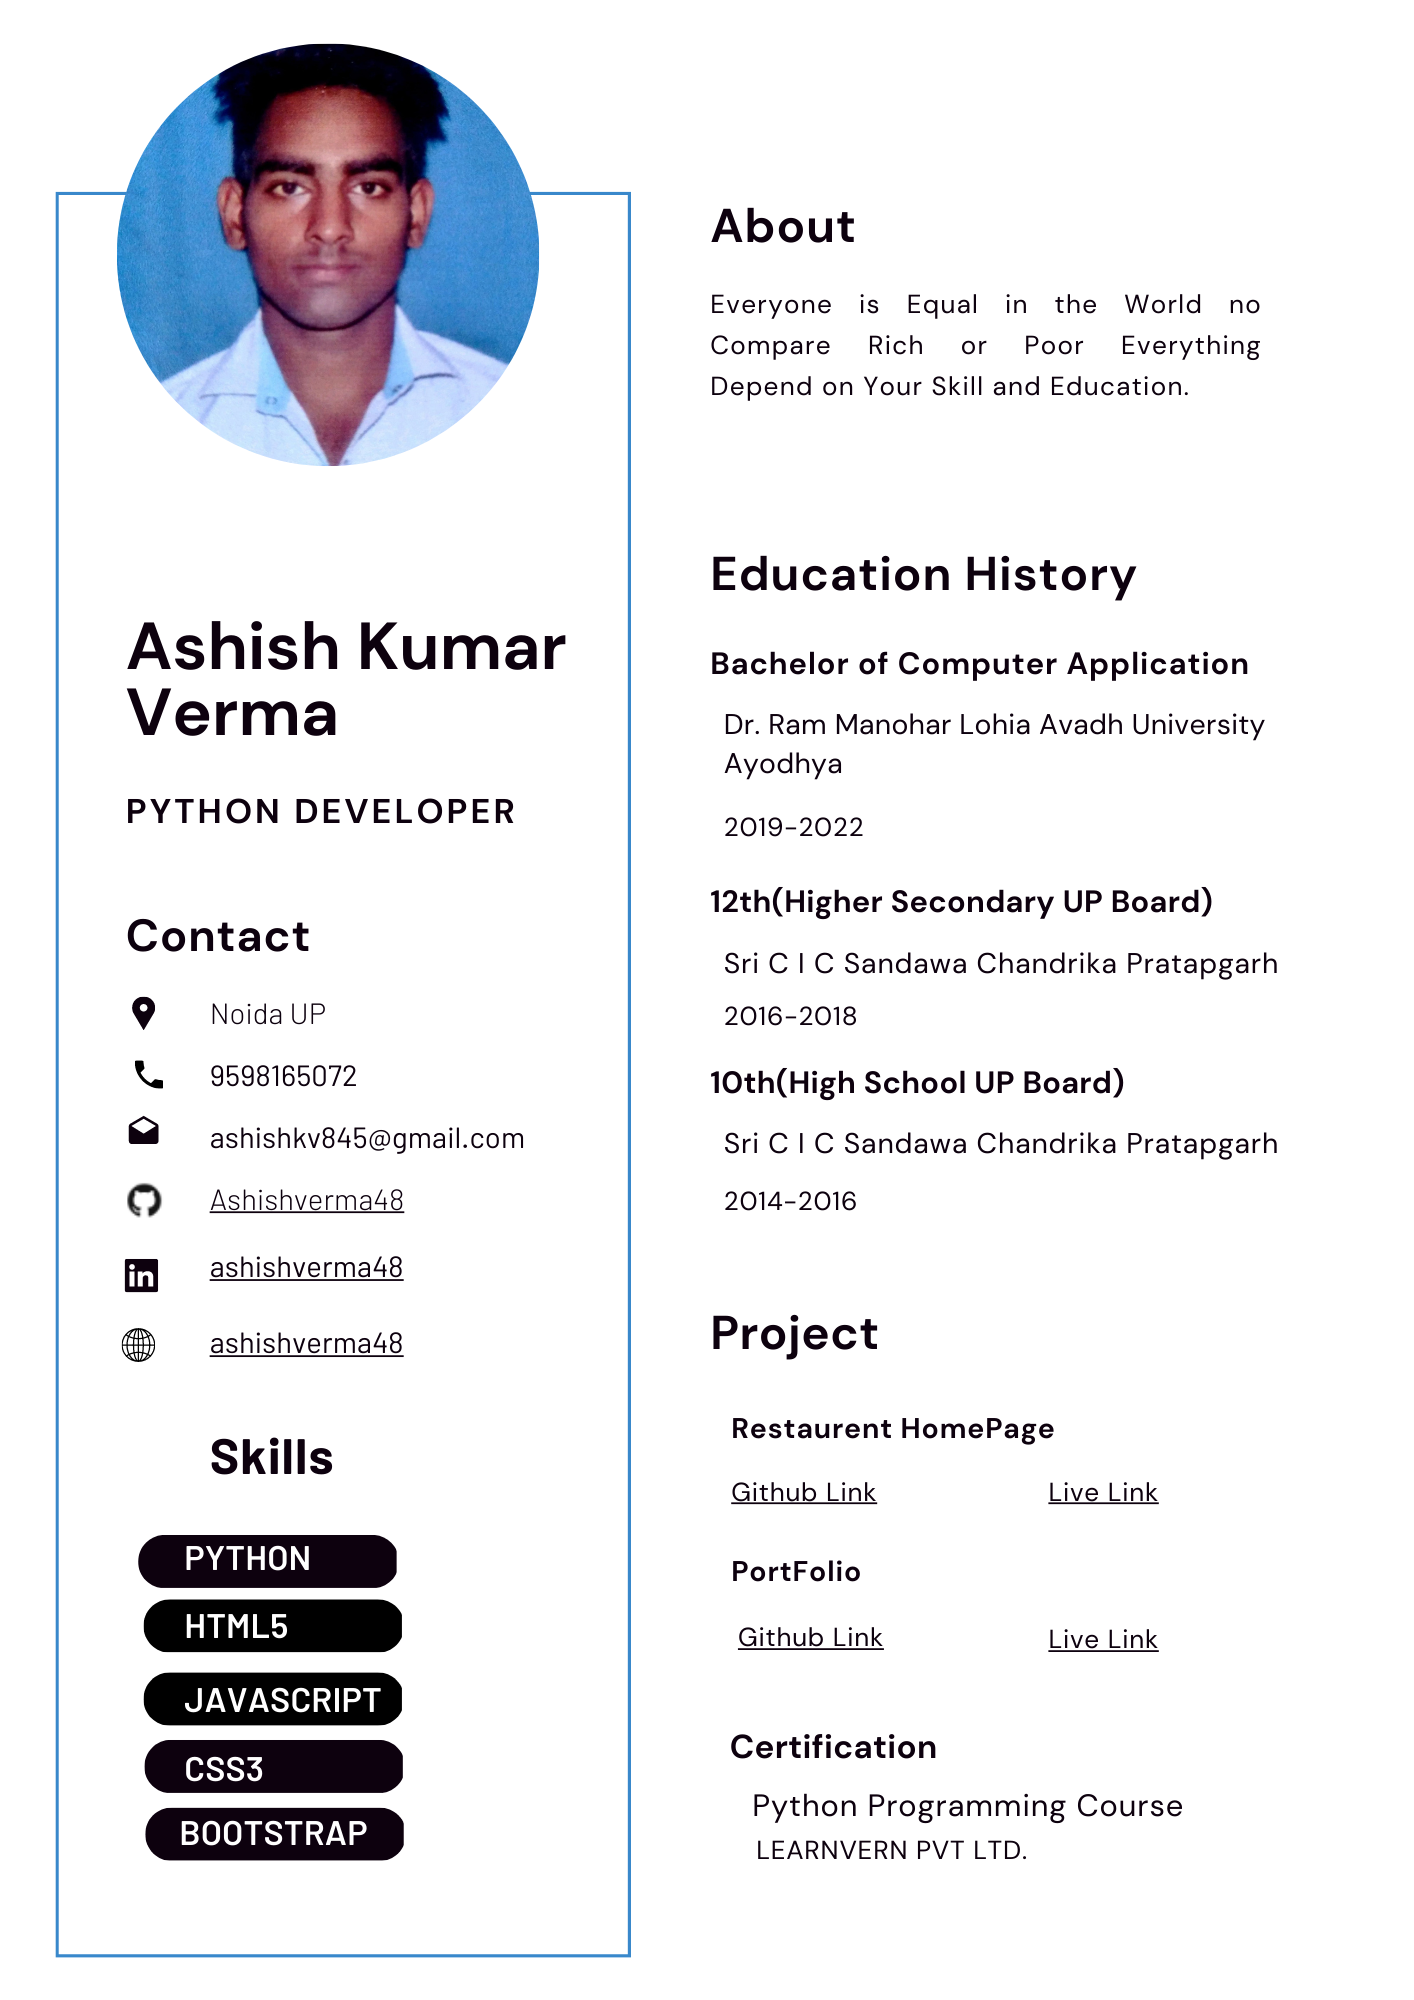 Ashish Kumar
Verma
PYTHON DEVELOPER
Contact
Noida UP
9598165072
ashishkv845@gmail.com
Ashishverma48
in
ashishverma48
ashishverma48
Skills
PYTHON
HTML5
JAVASCRIPT
CSS3
BOOTSTRAP
About
Everyone is Equal in the World no
Compare Rich or Poor Everything
Depend on Your Skill and Education.
Education History
Bachelor of Computer Application
Dr. Ram Manohar Lohia Avadh University
Ayodhya
2019-2022
12th(Higher Secondary UP Board)
Sri C I C Sandawa Chandrika Pratapgarh
2016-2018
10th(High School UP Board)
Sri C I C Sandawa Chandrika Pratapgarh
2014-2016
Project
Restaurent HomePage
Github Link Live Link
PortFolio
Github Link Live Link
Certification
Python Programming Course
LEARNVERN PVT LTD.